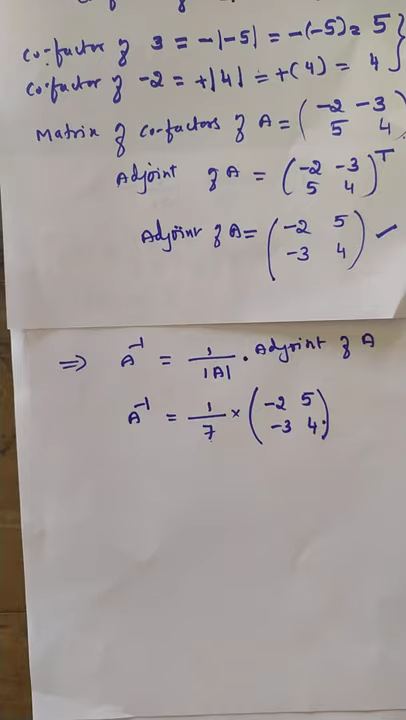 co-factor of 3 = -|-5| = -(-5) = 5
co-factor of -2 = +|4| = +(4) = 4 }
Matrix of co-factors of A = (-2 -3
5 4)
Adjoint of A = (-2 -3
5 4)^T
Adjoint of A = (-2 5
-3 4) ✓
⇒ A^-1 = 1/|A| . Adjoint of A
A^-1 = 1/7 × (-2 5
-3 4)